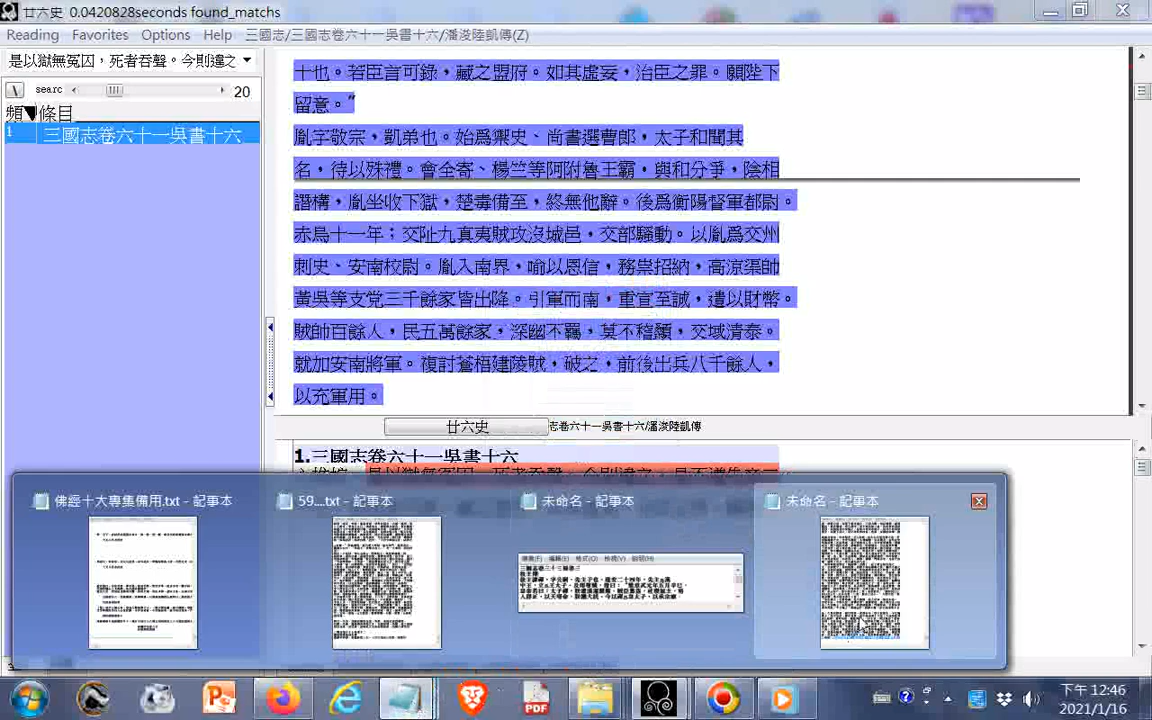 廿六史 0.0420828seconds found_matchs
Reading Favorites Options Help 三國志/三國志卷六十一吳書十六/潘浚陸凱傳(Z)
是以獄無冤囚，死者吞聲。今則違之
\ searc 20
頻 條目
1 三國志卷六十一吳書十六
十也。若臣言可錄，藏之盟府。如其虛妄，治臣之罪。願陛下
留意。”
胤字敬宗，凱弟也。始爲禦史、尚書選曹郎，太子和聞其
名，待以殊禮。會全寄、楊竺等阿附魯王霸，與和分爭，陰相
譖構，胤坐收下獄，楚毒備至，終無他辭。後爲衡陽督軍都尉。
赤烏十一年；交阯九真夷賊攻沒城邑，交部騷動。以胤爲交州
刺史、安南校尉。胤入南界，喻以恩信，務崇招納，高涼渠帥
黃吳等支党三千餘家皆出降。引軍而南，重宣至誠，遺以財幣。
賊帥百餘人，民五萬餘家，深幽不羈，莫不稽顙，交域清泰。
就加安南將軍。複討蒼梧建陵賊，破之，前後出兵八千餘人，
以充軍用。
廿六史 志卷六十一吳書十六/潘浚陸凱傳
1.三國志卷六十一吳書十六
佛經十大專集備用.txt - 記事本
59....txt - 記事本
未命名 - 記事本
未命名 - 記事本
下午 12:46
2021/1/16